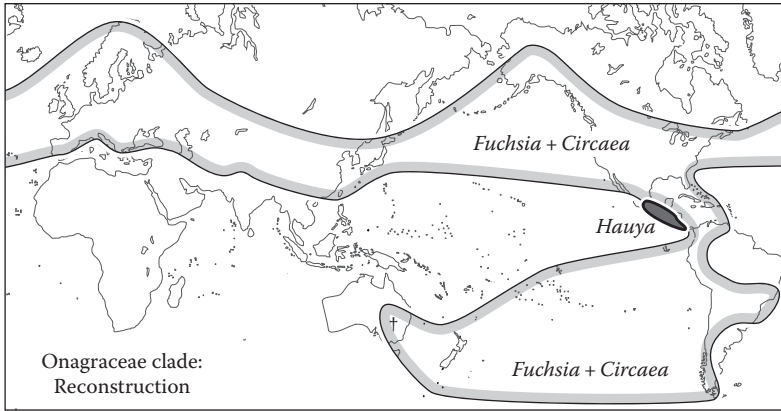 Fuchsia + Circaea
Hauya
Onagraceae clade:
Reconstruction
Fuchsia + Circaea
†